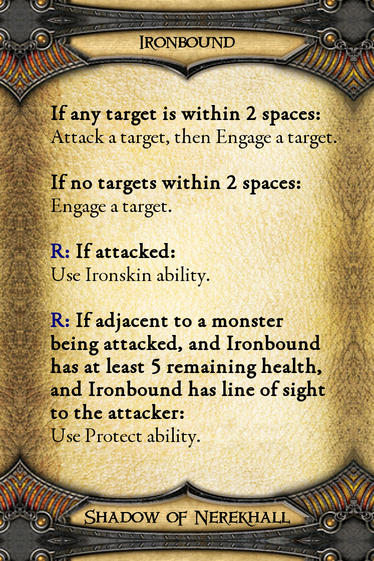 Ironbound
If any target is within 2 spaces:
Attack a target, then Engage a target.
If no targets within 2 spaces:
Engage a target.
R: If attacked:
Use Ironskin ability.
R: If adjacent to a monster
being attacked, and Ironbound
has at least 5 remaining health,
and Ironbound has line of sight
to the attacker:
Use Protect ability.
Shadow of Nerekhall